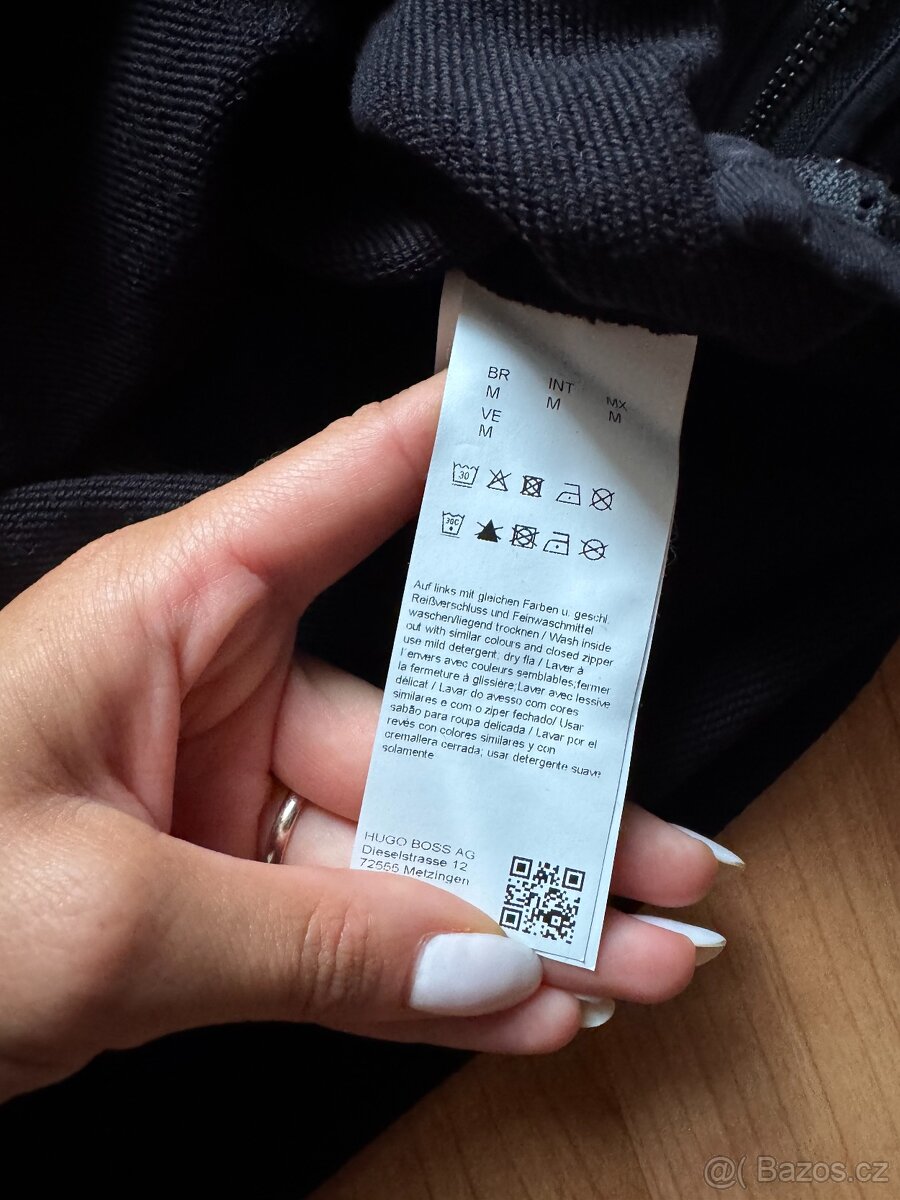 BR INT MX
M M M
VE
M
30
30C
Auf links mit gleichen Farben u. geschl.
Reißverschluss und Feinwaschmittel
waschen/liegend trocknen / Wash inside
out with similar colours and closed zipper
use mild detergent; dry fla / Laver à
l'envers avec couleurs semblables;fermer
la fermeture à glissière;Laver avec lessive
délicat / Lavar do avesso com cores
similares e com o ziper fechado/ Usar
sabão para roupa delicada / Lavar por el
revés con colores similares y con
cremallera cerrada; usar detergente suave
solamente
HUGO BOSS AG
Dieselstrasse 12
72555 Metzingen
@( Bazos.cz